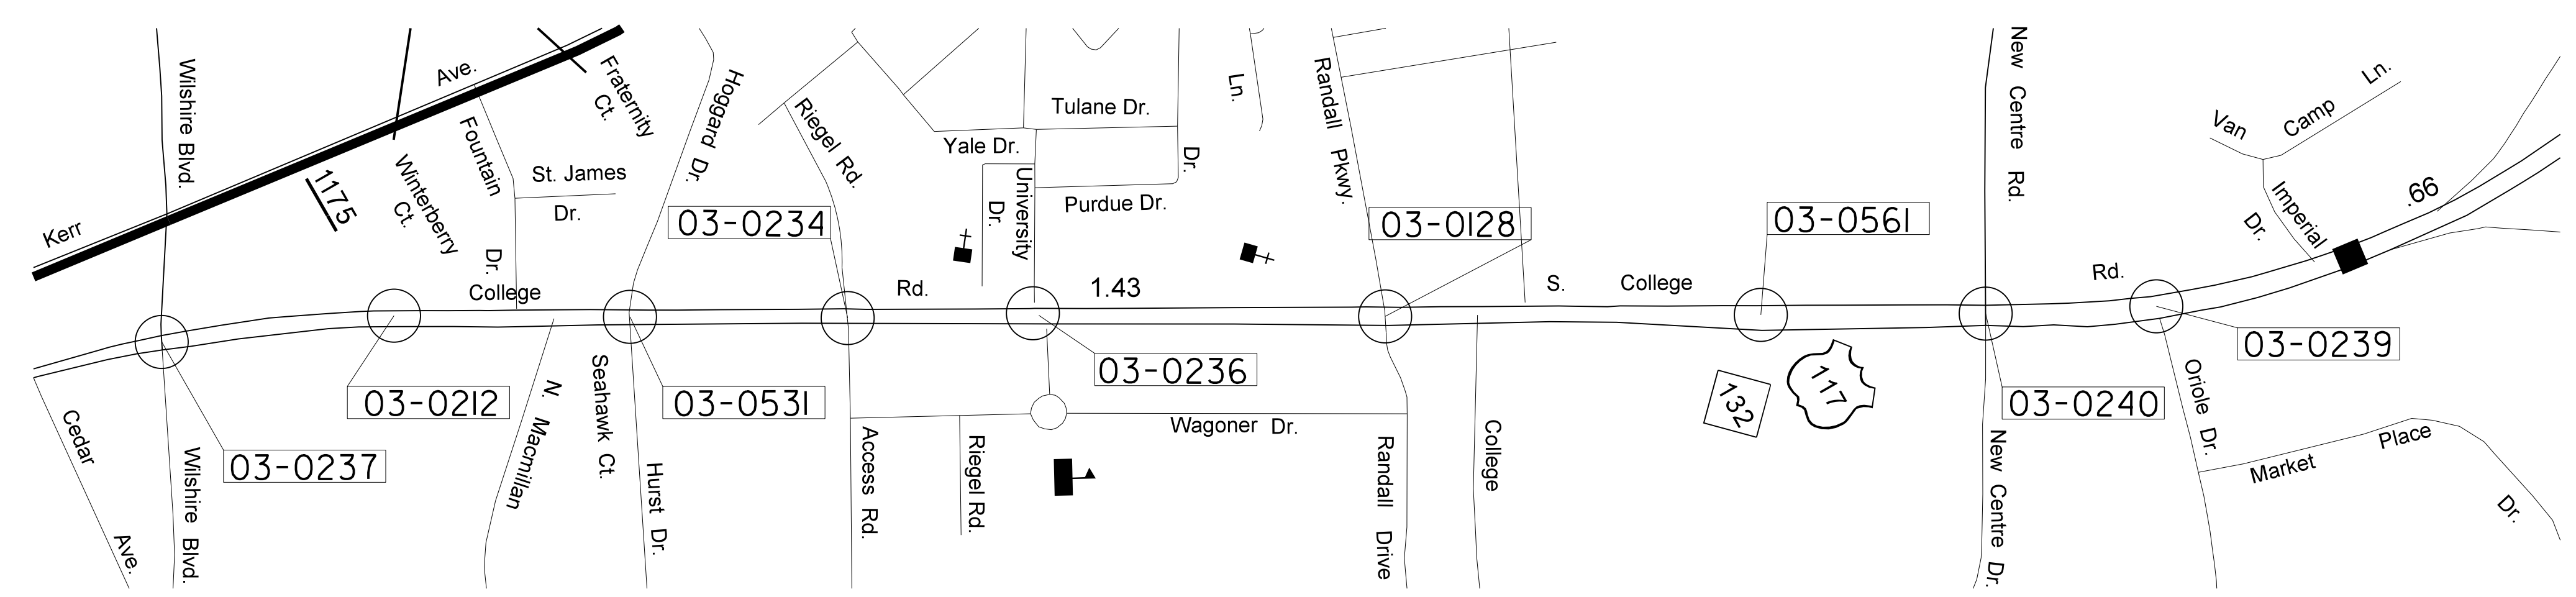 Wilshire Blvd.
Kerr
Ave.
1175
Winterberry
Ct.
Fountain
Dr.
St. James
Dr.
Fraternity
Ct.
Hoggard Dr.
Riegel Rd.
Yale Dr.
University
Dr.
Tulane Dr.
Purdue Dr.
Dr.
Ln.
Randall Pkwy.
New Centre Rd.
Van Camp Ln.
Imperial
Dr.
.66
03-0234
03-0128
03-0561
College
Rd.
1.43
S. College
Rd.
03-0237
03-0212
03-0531
03-0236
03-0240
03-0239
132
117
Cedar
Ave.
Wilshire Blvd.
N. Macmillan
Seahawk Ct.
Hurst Dr.
Access Rd.
Riegel Rd.
Wagoner Dr.
Randall Drive
College
New Centre Dr.
Oriole Dr.
Market Place
Dr.